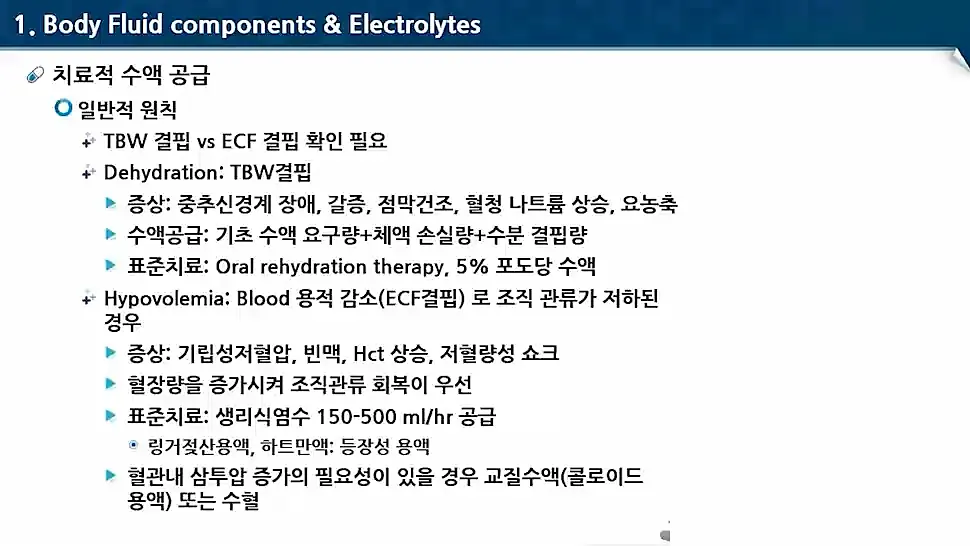 1. Body Fluid components & Electrolytes
치료적 수액 공급
일반적 원칙
TBW 결핍 vs ECF 결핍 확인 필요
Dehydration: TBW결핍
증상: 중추신경계 장애, 갈증, 점막건조, 혈청 나트륨 상승, 요농축
수액공급: 기초 수액 요구량+체액 손실량+수분 결핍량
표준치료: Oral rehydration therapy, 5% 포도당 수액
Hypovolemia: Blood 용적 감소(ECF결핍) 로 조직 관류가 저하된
경우
증상: 기립성저혈압, 빈맥, Hct 상승, 저혈량성 쇼크
혈장량을 증가시켜 조직관류 회복이 우선
표준치료: 생리식염수 150-500 ml/hr 공급
링거젖산용액, 하트만액: 등장성 용액
혈관내 삼투압 증가의 필요성이 있을 경우 교질수액(콜로이드
용액) 또는 수혈